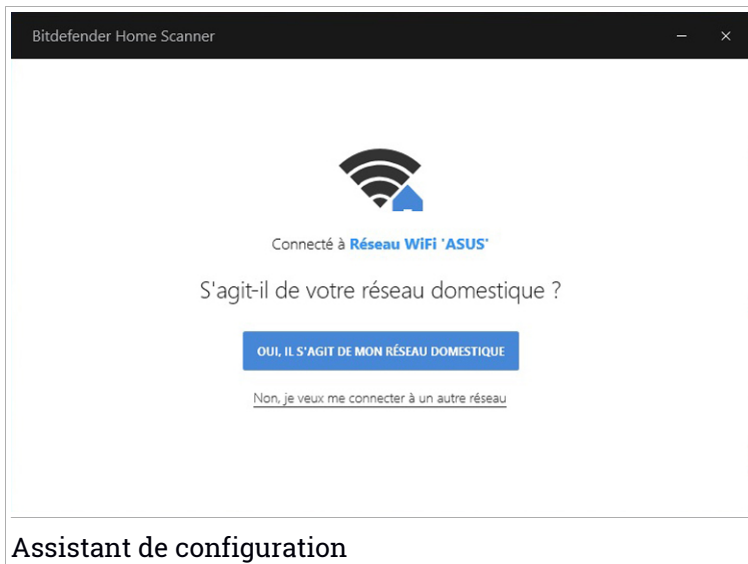 Bitdefender Home Scanner
Connecté à Réseau WiFi 'ASUS'
S'agit-il de votre réseau domestique ?
OUI, IL S'AGIT DE MON RÉSEAU DOMESTIQUE
Non, je veux me connecter à un autre réseau
Assistant de configuration